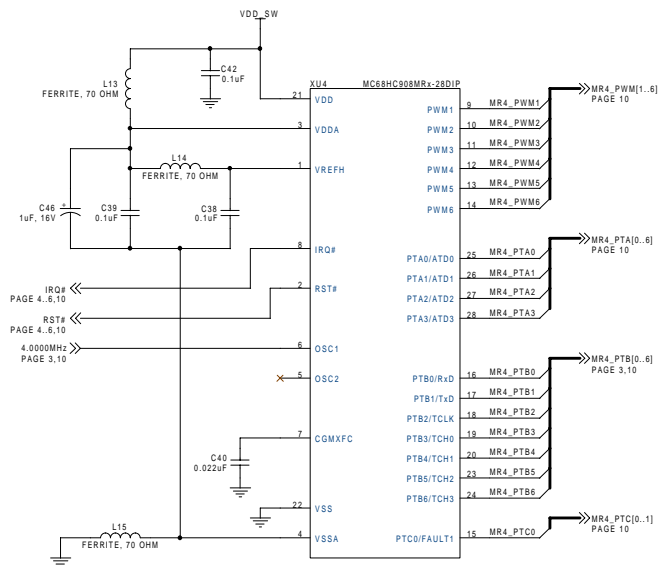 VDD_SW
L13
FERRITE, 70 OHM
C42
0.1uF
XU4
MC68HC908MRx-28DIP
21 VDD
3 VDDA
L14
FERRITE, 70 OHM
1 VREFH
C46
1uF, 16V
+
C39
0.1uF
C38
0.1uF
8 IRQ#
IRQ#
PAGE 4..6,10
2 RST#
RST#
PAGE 4..6,10
4.0000MHz
PAGE 3,10
6 OSC1
5 OSC2
7 CGMXFC
C40
0.022uF
22 VSS
L15
FERRITE, 70 OHM
4 VSSA
PWM1 9 MR4_PWM1
PWM2 10 MR4_PWM2
PWM3 11 MR4_PWM3
PWM4 12 MR4_PWM4
PWM5 13 MR4_PWM5
PWM6 14 MR4_PWM6
MR4_PWM[1..6]
PAGE 10
PTA0/ATD0 25 MR4_PTA0
PTA1/ATD1 26 MR4_PTA1
PTA2/ATD2 27 MR4_PTA2
PTA3/ATD3 28 MR4_PTA3
MR4_PTA[0..6]
PAGE 10
PTB0/RxD 16 MR4_PTB0
PTB1/TxD 17 MR4_PTB1
PTB2/TCLK 18 MR4_PTB2
PTB3/TCH0 19 MR4_PTB3
PTB4/TCH1 20 MR4_PTB4
PTB5/TCH2 23 MR4_PTB5
PTB6/TCH3 24 MR4_PTB6
MR4_PTB[0..6]
PAGE 3,10
PTC0/FAULT1 15 MR4_PTC0
MR4_PTC[0..1]
PAGE 10